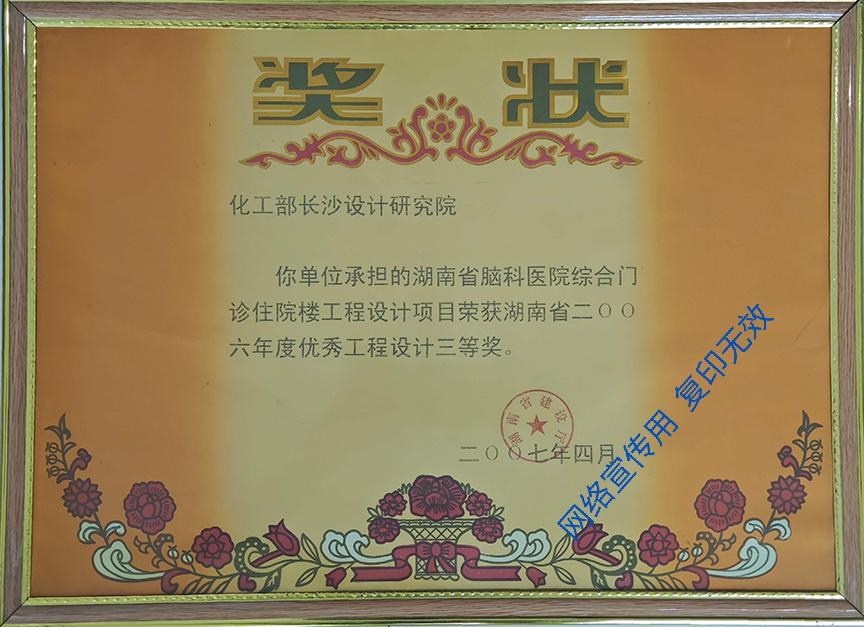 奖 状
化工部长沙设计研究院
你单位承担的湖南省脑科医院综合门
诊住院楼工程设计项目荣获湖南省二〇〇
六年度优秀工程设计三等奖。
湖南省建设厅
二〇〇七年四月
网络宣传用 复印无效